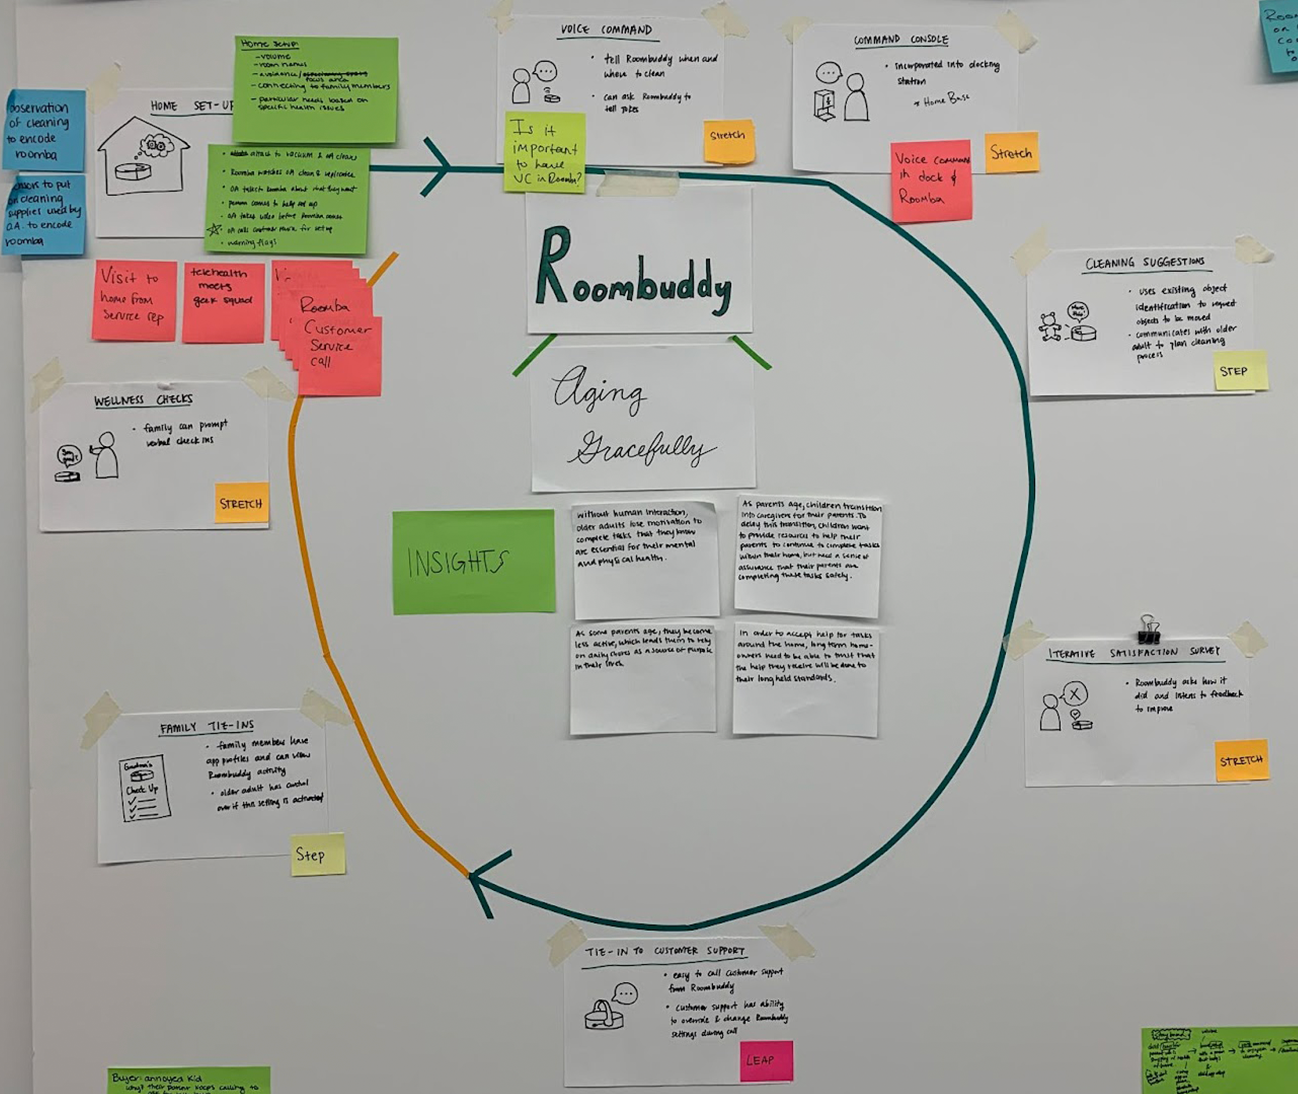 Home Setup:
- volume
- room names
- avoidance/
focus area
- connecting to family members
- particular needs based on
specific health issues
VOICE COMMAND
• tell Roombuddy when and
where to clean
• can ask Roombuddy to
tell jokes
Stretch
Is it
important
to have
VC in Roomba?
COMMAND CONSOLE
• Incorporated into docking
station
→ Home Base
Stretch
Voice command
in dock &
Roomba
observation
of cleaning
to encode
roomba
to put
on cleaning
supplies used by
O.A. to encode
roomba
HOME SET-UP
attach to vacuum & OA cleans
Roomba watches OA clean & replicates
• OA teach Roomba about what they want
• person comes to help set up
• OA takes video before Roomba comes
• OA calls for set up
• warning flags
Visit to
home from
Service rep
telehealth
meets
geek squad
Roomba
Customer
Service
call
Roombuddy
Aging
Gracefully
CLEANING SUGGESTIONS
• uses existing object
identification to request
objects to be moved
• communicates with older
adult to plan cleaning
process
STEP
WELLNESS CHECKS
• family can prompt
verbal check ins
STRETCH
INSIGHTS
Without human interaction,
older adults lose motivation to
complete tasks that they know
are essential for their mental
and physical health.
As parents age, children transition
into caregivers for their parents. To
delay this transition, children want
to provide resources to help their
parents to continue to complete tasks
within their home, but need a sense of
assurance that their parents are
completing these tasks safely.
As some parents age, they become
less active, which leads them to rely
on daily chores as a source of purpose
in their lives.
In order to accept help for tasks
around the home, long term home-
owners need to be able to trust that
the help they receive will be done to
their long held standards.
ITERATIVE SATISFACTION SURVEY
• Roombuddy asks how it
did and listens to feedback
to improve
STRETCH
FAMILY TIE-INS
• family members have
app profiles and can view
Roombuddy activity
• older adult has control
over if this setting is activated
Check Up
Step
TIE-IN TO CUSTOMER SUPPORT
• easy to call customer support
from Roombuddy
• Customer support has ability
to override & change Roombuddy
settings during call
LEAP
Buyer: annoyed kid
why? their parent keeps calling to